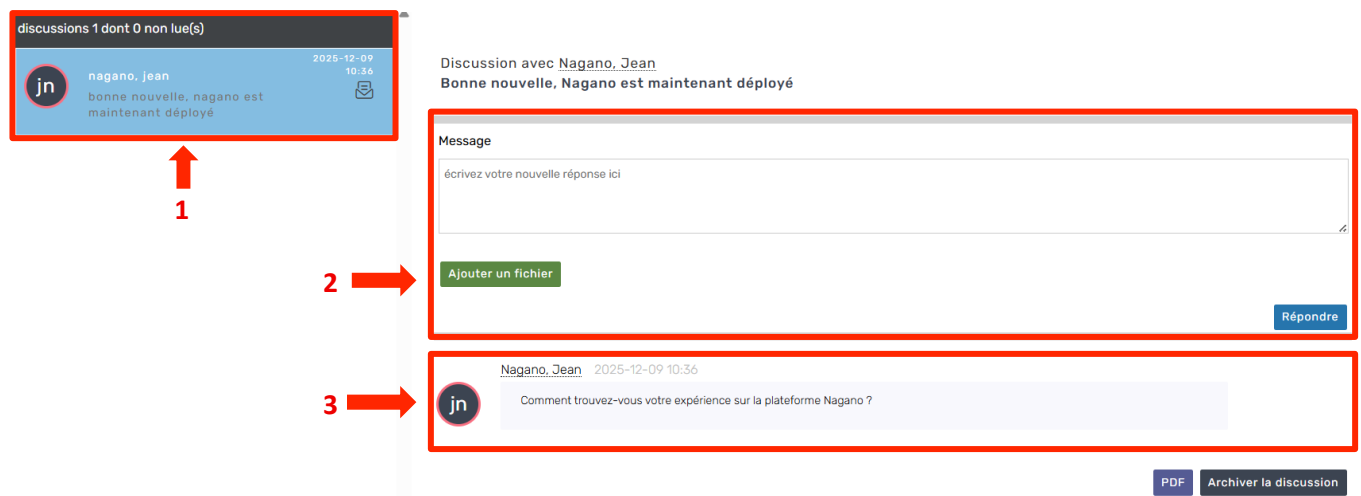 discussions 1 dont 0 non lue(s)
jn
nagano, jean
2025-12-09
10:36
bonne nouvelle, nagano est
maintenant déployé
1
Discussion avec Nagano, Jean
Bonne nouvelle, Nagano est maintenant déployé
Message
écrivez votre nouvelle réponse ici
2
Ajouter un fichier
Répondre
3
jn
Nagano, Jean 2025-12-09 10:36
Comment trouvez-vous votre expérience sur la plateforme Nagano ?
PDF
Archiver la discussion